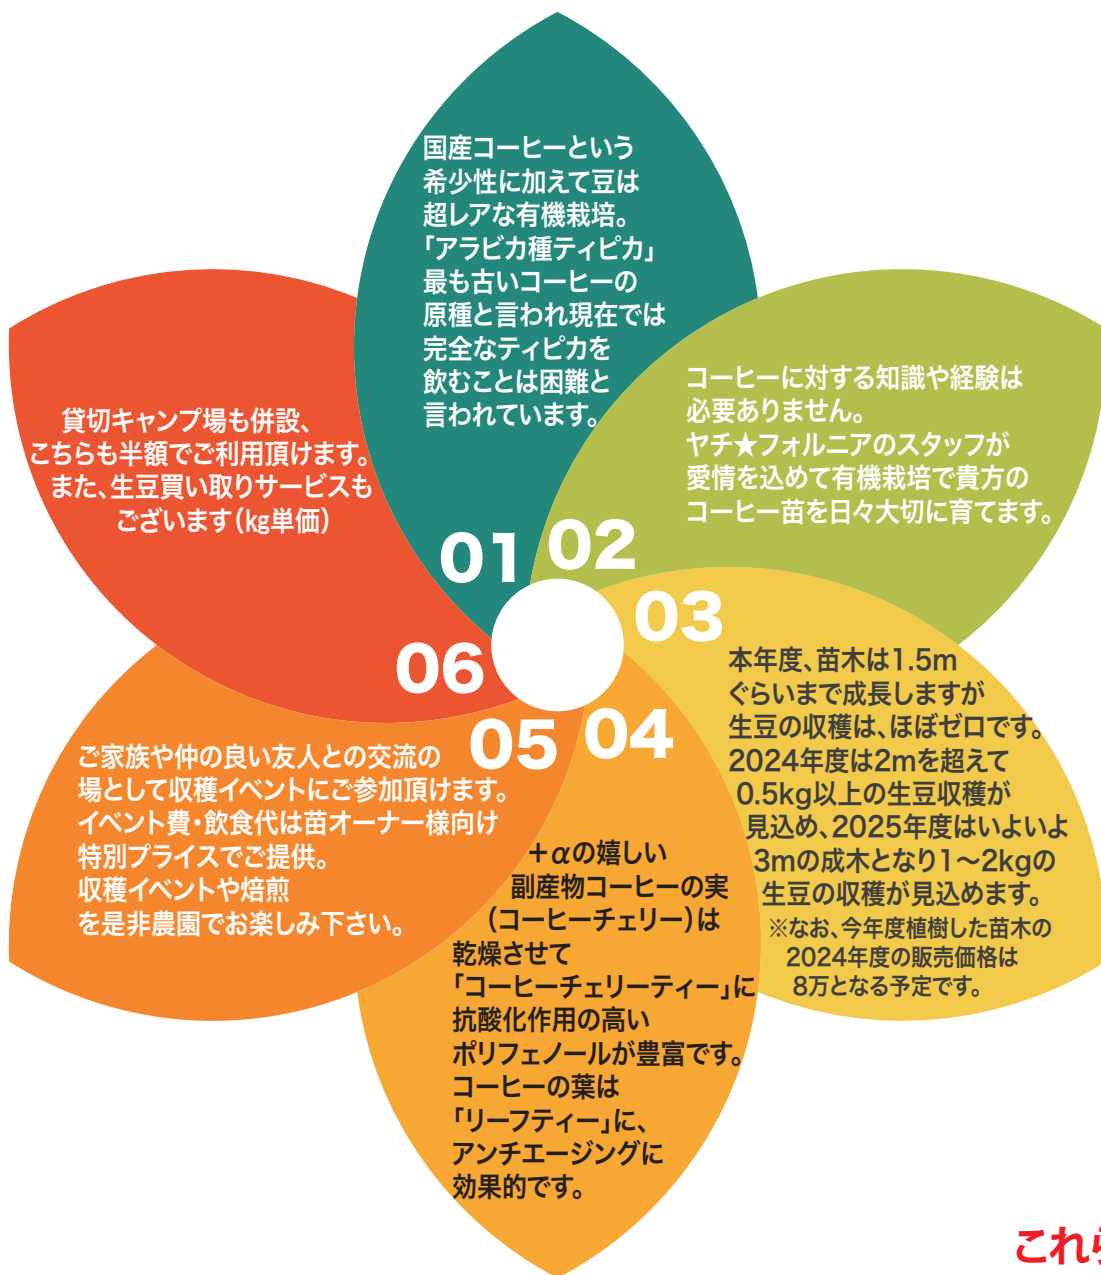 国産コーヒーという
希少性に加えて豆は
超レアな有機栽培。
「アラビカ種ティピカ」
最も古いコーヒーの
原種と言われ現在では
完全なティピカを
飲むことは困難と
言われています。
01
02
コーヒーに対する知識や経験は
必要ありません。
ヤチ★フォルニアのスタッフが
愛情を込めて有機栽培で貴方の
コーヒー苗を日々大切に育てます。
03
本年度、苗木は1.5m
ぐらいまで成長しますが
生豆の収穫は、ほぼゼロです。
2024年度は2mを超えて
0.5kg以上の生豆収穫が
見込め、2025年度はいよいよ
3mの成木となり1〜2kgの
生豆の収穫が見込めます。
※なお、今年度植樹した苗木の
2024年度の販売価格は
8万となる予定です。
04
＋αの嬉しい
副産物コーヒーの実
（コーヒーチェリー）は
乾燥させて
「コーヒーチェリーティー」に
抗酸化作用の高い
ポリフェノールが豊富です。
コーヒーの葉は
「リーフティー」に、
アンチエージングに
効果的です。
05
ご家族や仲の良い友人との交流の
場として収穫イベントにご参加頂けます。
イベント費・飲食代は苗オーナー様向け
特別プライスでご提供。
収穫イベントや焙煎
を是非農園でお楽しみ下さい。
06
貸切キャンプ場も併設、
こちらも半額でご利用頂けます。
また、生豆買い取りサービスも
ございます（㎏単価）
これら